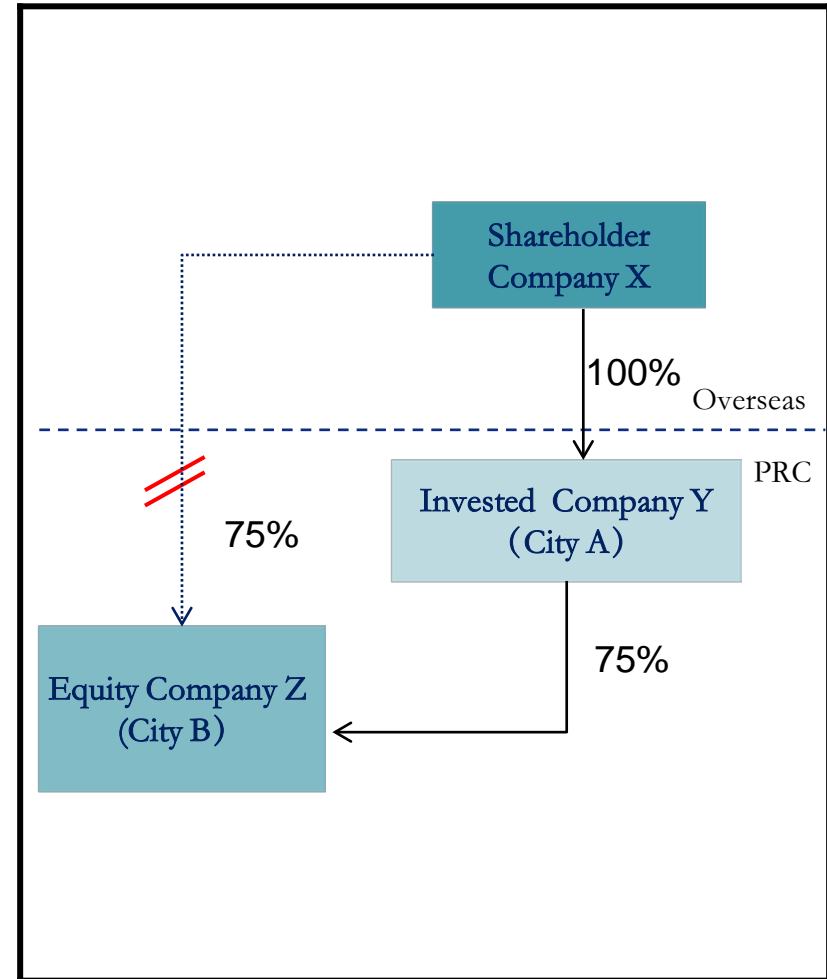 Shareholder
Company X
100%
Overseas
PRC
Invested Company Y
（City A）
75%
75%
Equity Company Z
(City B）